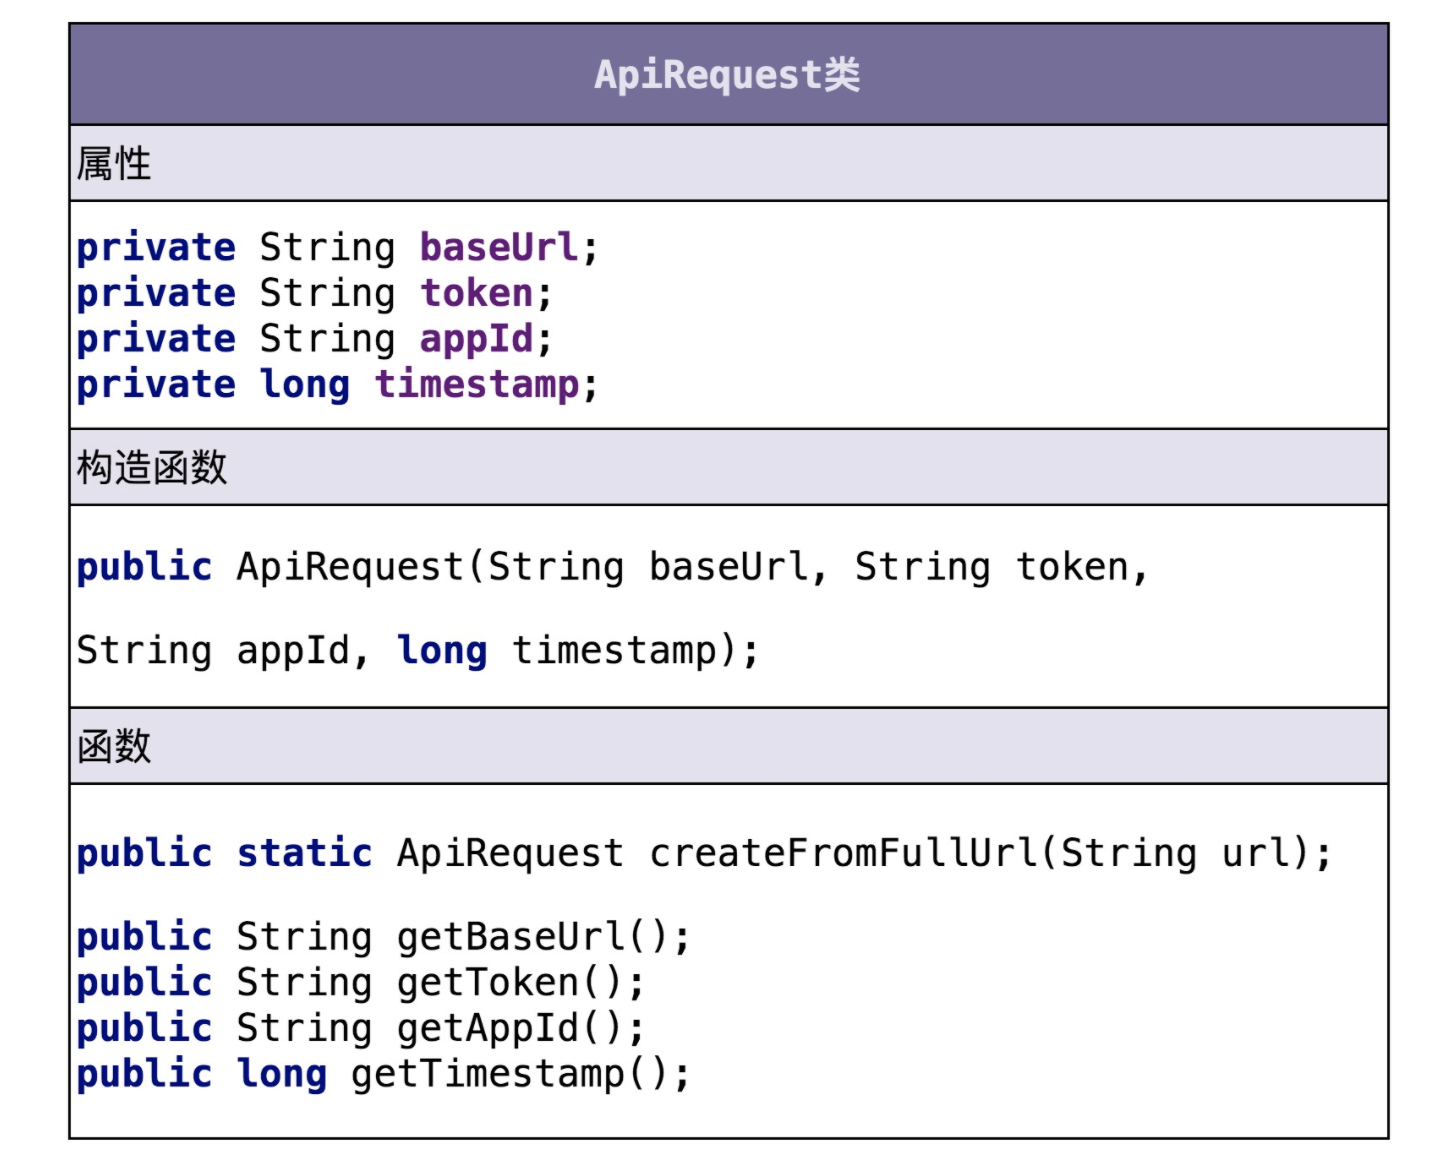 ApiRequest类
属性
private String baseUrl;
private String token;
private String appId;
private long timestamp;
构造函数
public ApiRequest(String baseUrl, String token,
String appId, long timestamp);
函数
public static ApiRequest createFromFullUrl(String url);
public String getBaseUrl();
public String getToken();
public String getAppId();
public long getTimestamp();